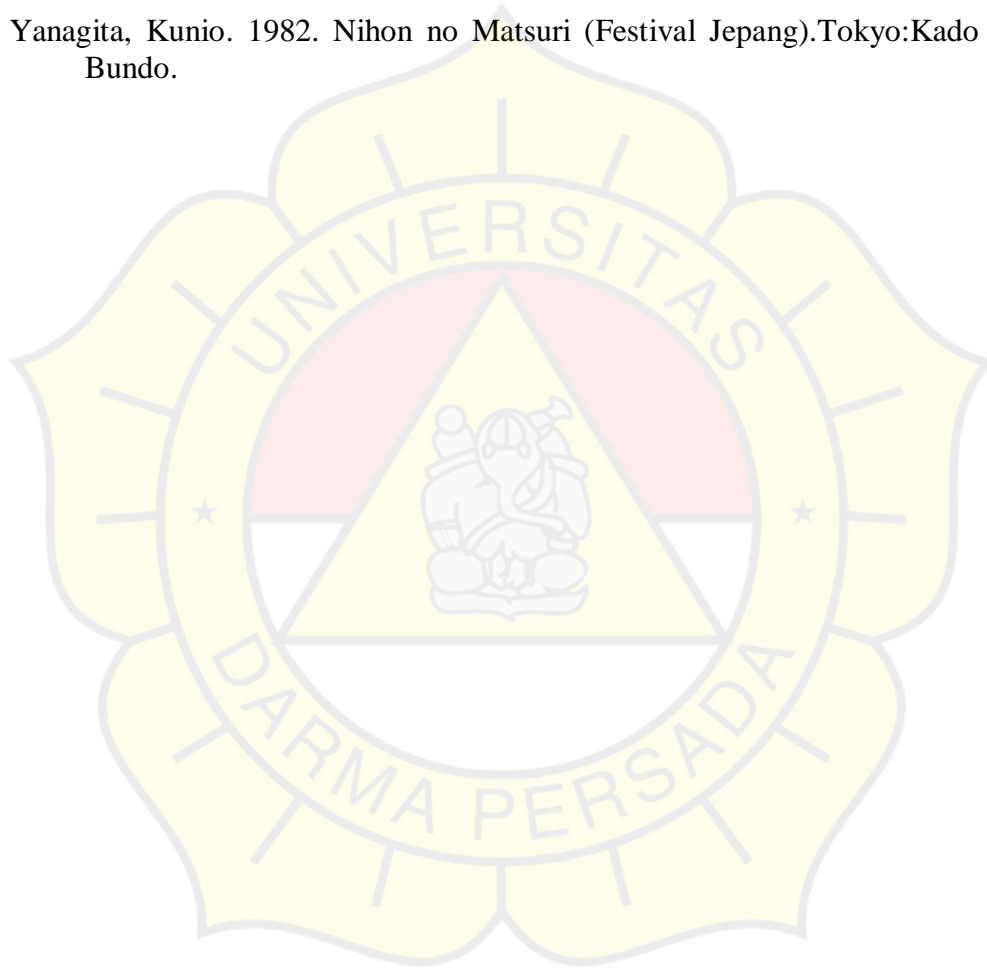 Yanagita, Kunio. 1982. Nihon no Matsuri (Festival Jepang).Tokyo:Kado
Bundo.
UNIVERSITAS
DARMA PERSADA